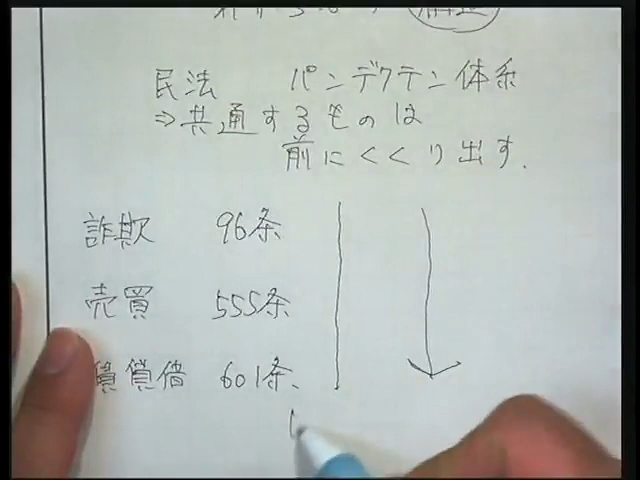 民法 パンデクテン体系
⇒共通するものは
前にくくり出す.
詐欺 96条
売買 555条
賃貸借 601条、